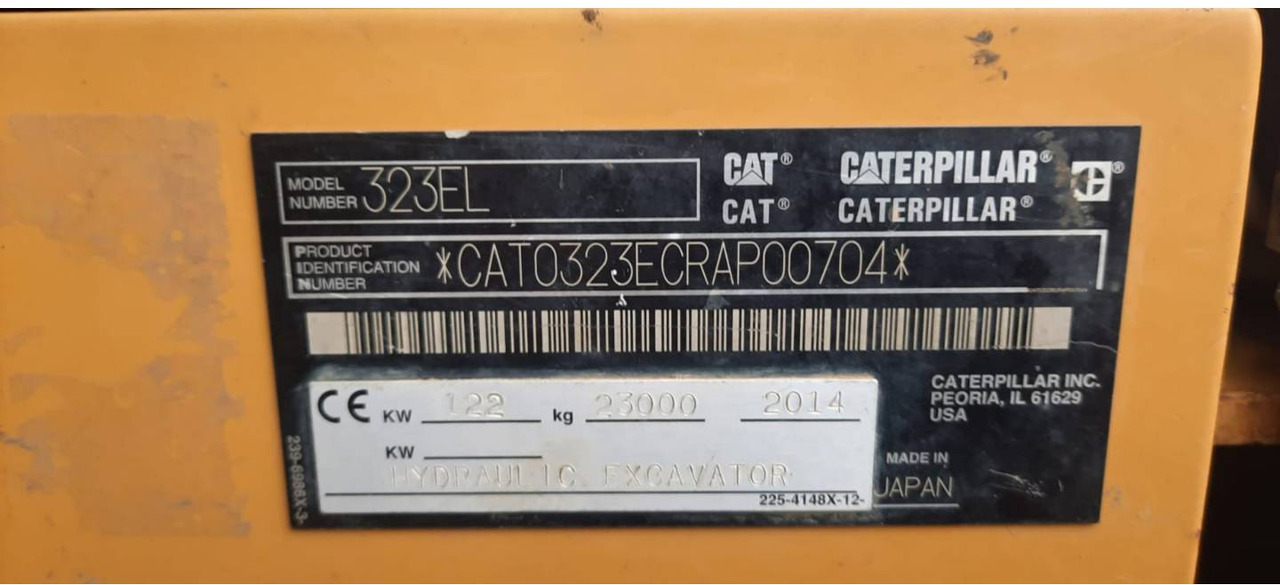 MODEL NUMBER 323EL
CAT® CATERPILLAR® ®
CAT® CATERPILLAR®
PRODUCT IDENTIFICATION NUMBER *CAT0323ECRAP00704*
CE KW 122 kg 23000 2014
KW
HYDRAULIC EXCAVATOR
225-4148X-12-
CATERPILLAR INC.
PEORIA, IL 61629
USA
MADE IN
JAPAN
239-6986X-3-